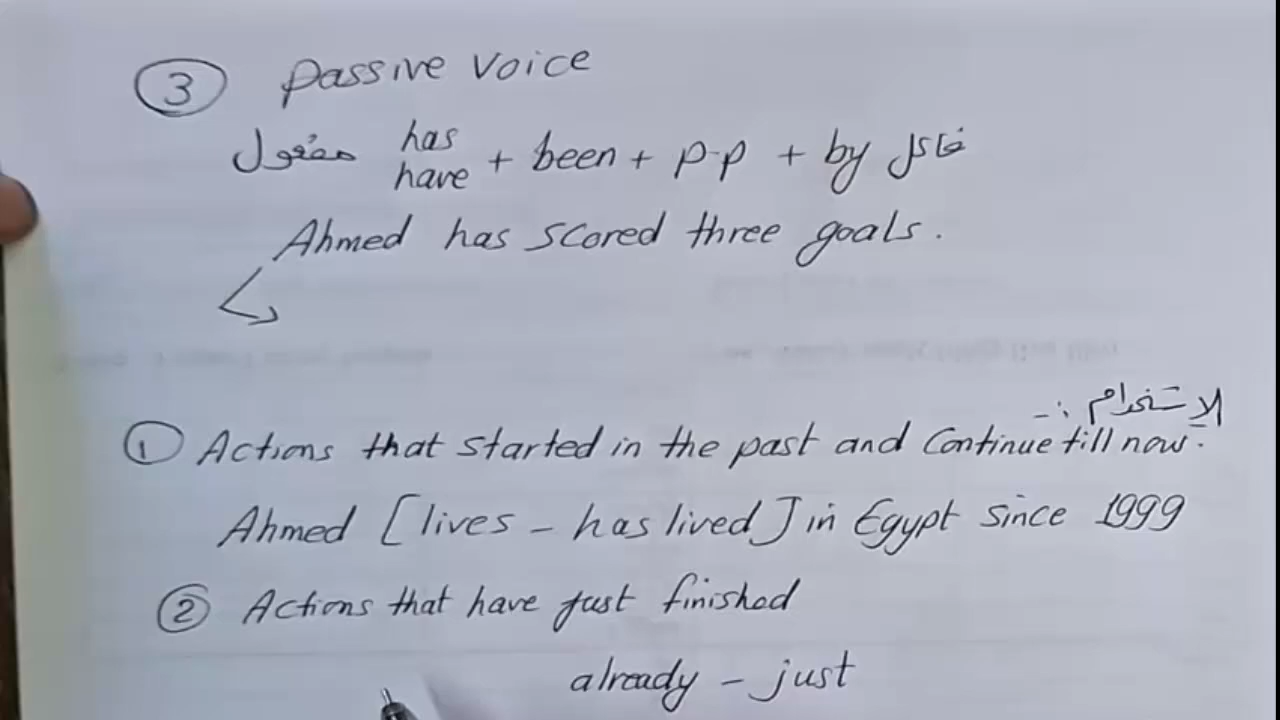 3 passive voice
مفعول has have + been + p.p + by فاعل
Ahmed has scored three goals.
الاستخدام :-
1 Actions that started in the past and continue till now.
Ahmed [lives - has lived] in Egypt since 1999
2 Actions that have just finished
already - just